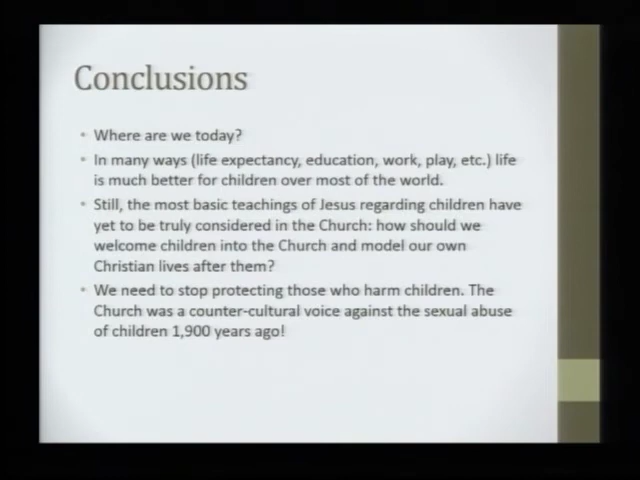 Conclusions
• Where are we today?
• In many ways (life expectancy, education, work, play, etc.) life
is much better for children over most of the world.
• Still, the most basic teachings of Jesus regarding children have
yet to be truly considered in the Church: how should we
welcome children into the Church and model our own
Christian lives after them?
• We need to stop protecting those who harm children. The
Church was a counter-cultural voice against the sexual abuse
of children 1,900 years ago!